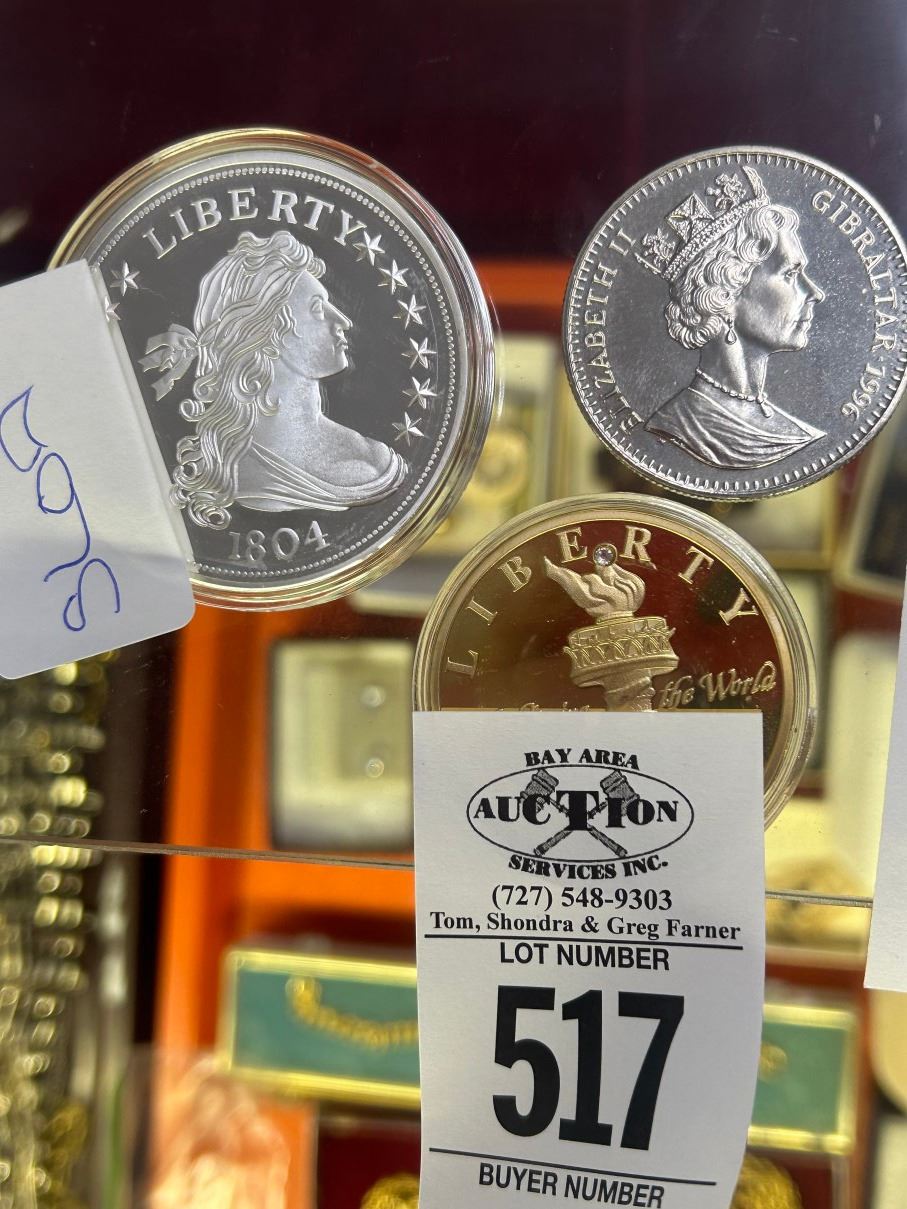 LIBERTY
1804
ELIZABETH II
GIBRALTAR 1996
LIBERTY
the World
BAY AREA
AUCTION
SERVICES INC.
(727) 548-9303
Tom, Shondra & Greg Farner
LOT NUMBER
517
BUYER NUMBER